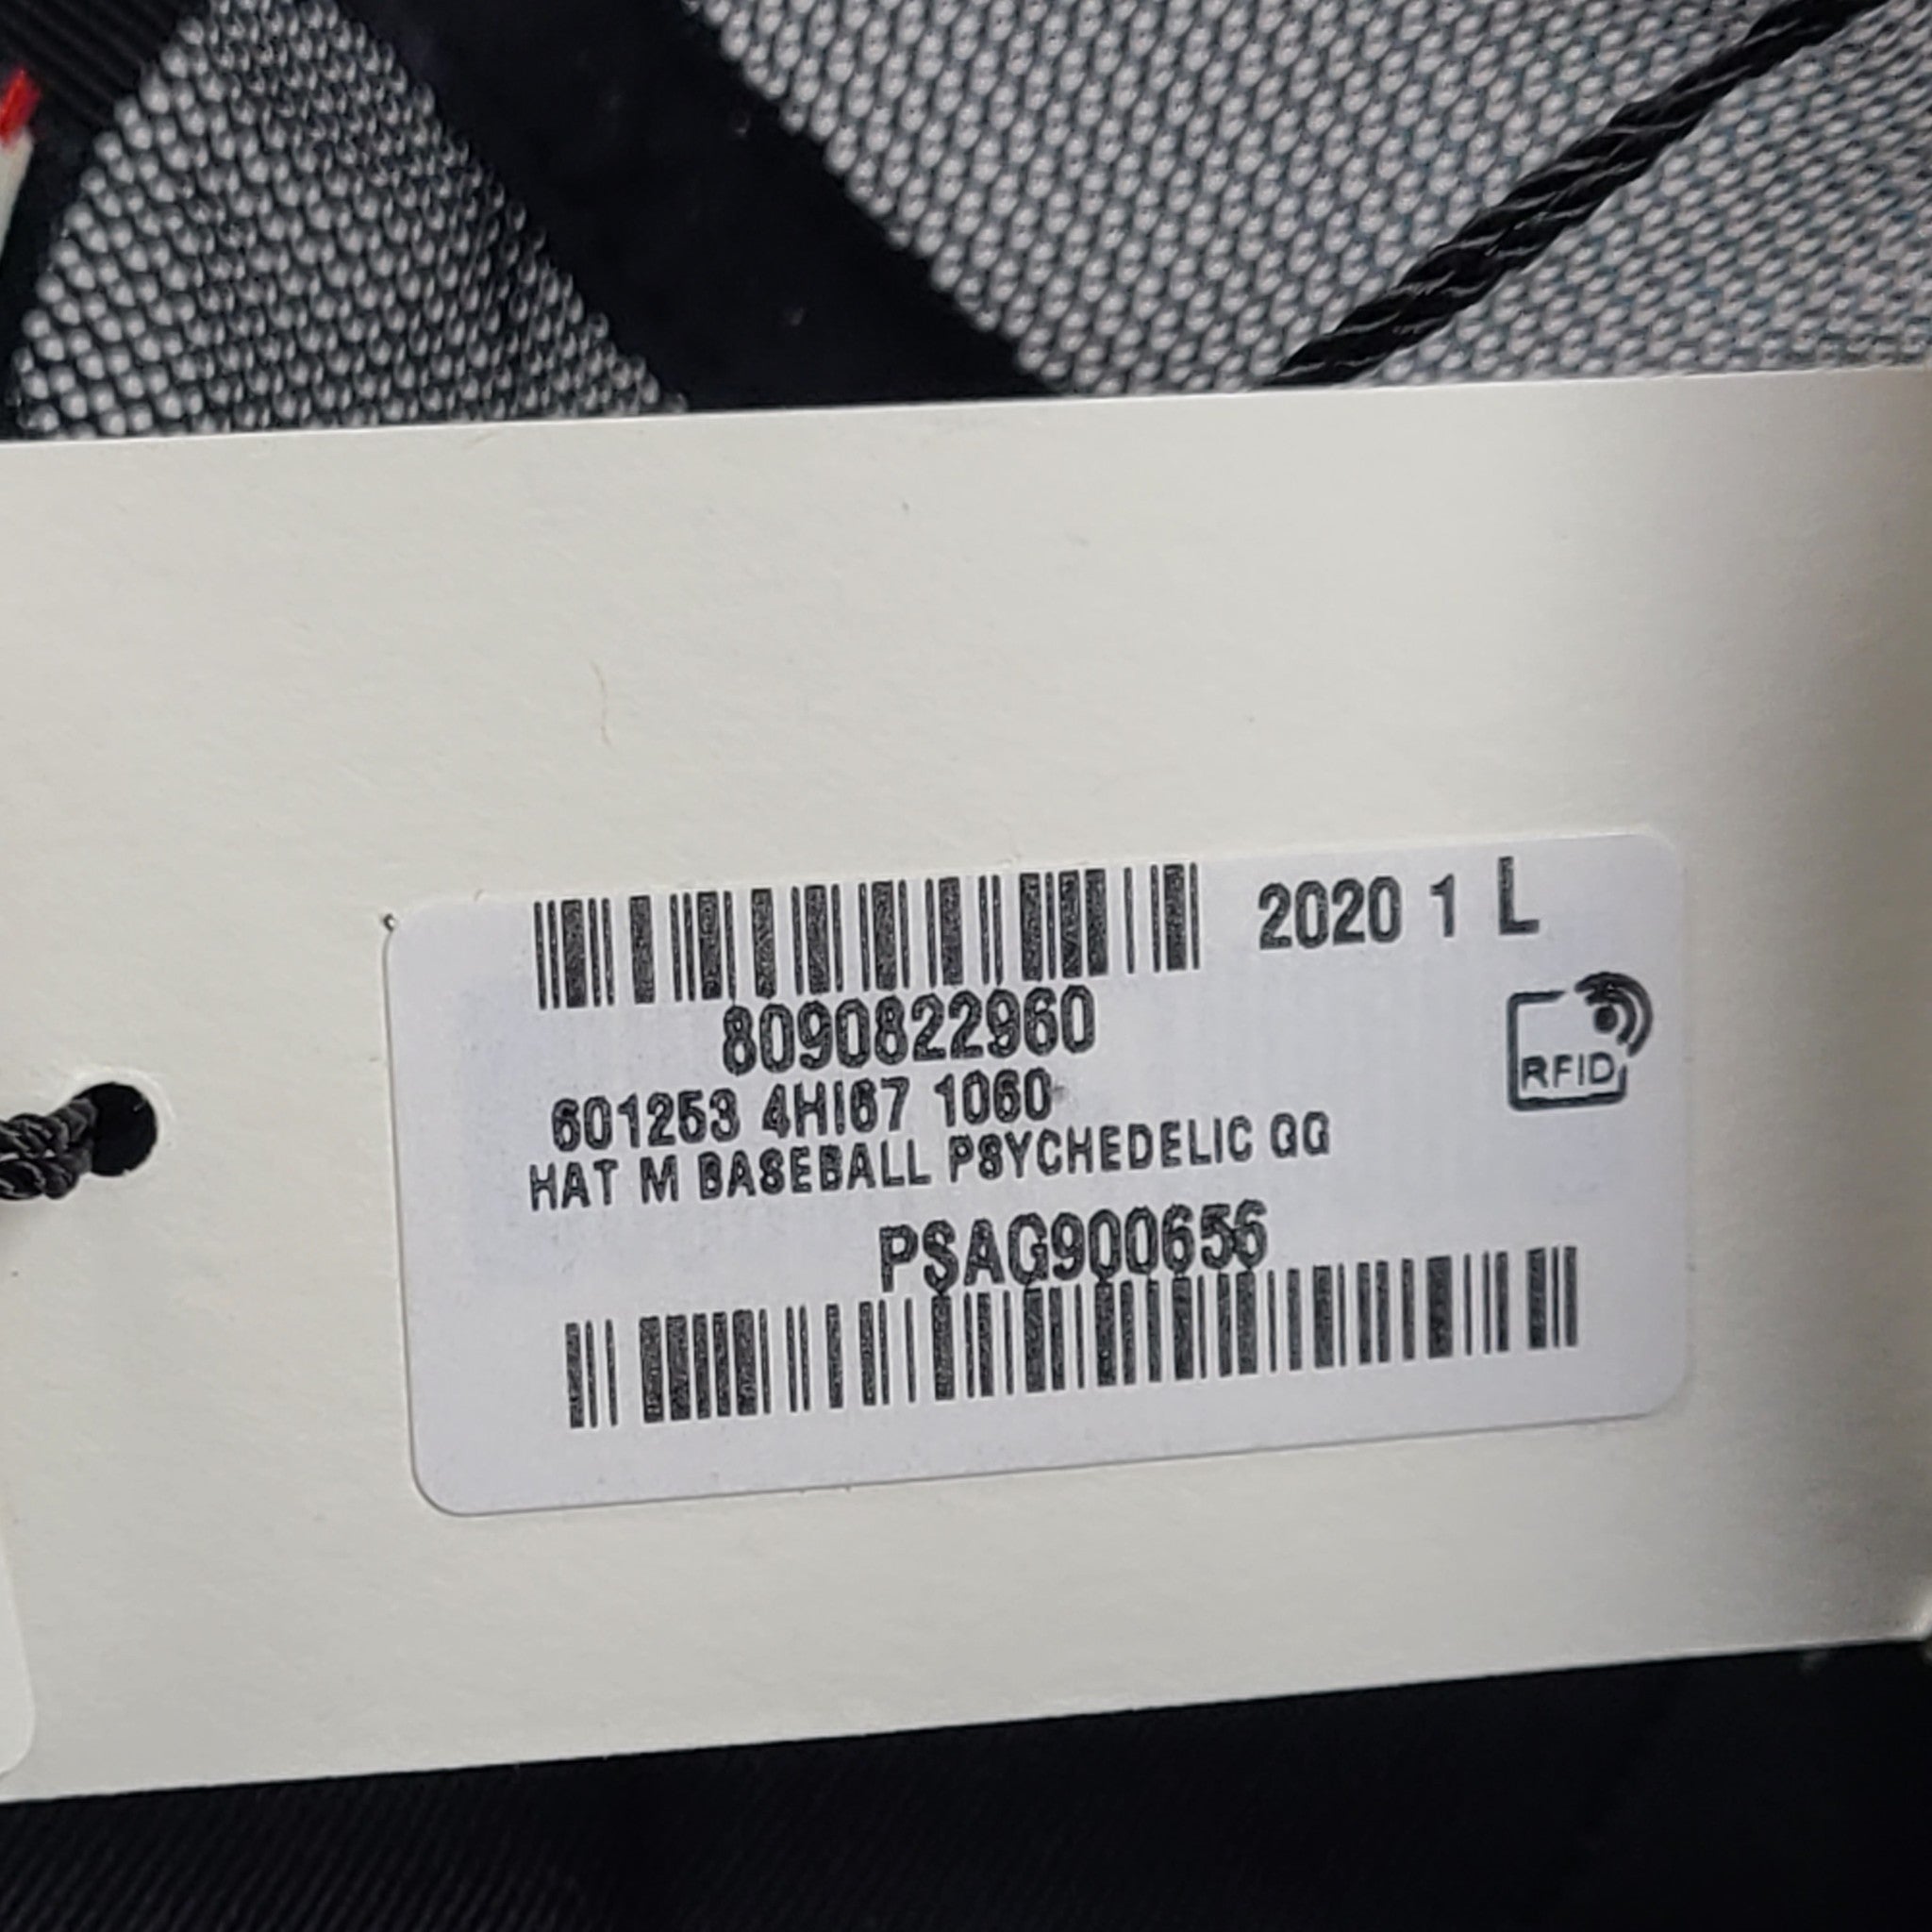 2020 1 L
8090822960
RFID
601253 4HI67 1060
HAT M BASEBALL PSYCHEDELIC GG
PSAG900656